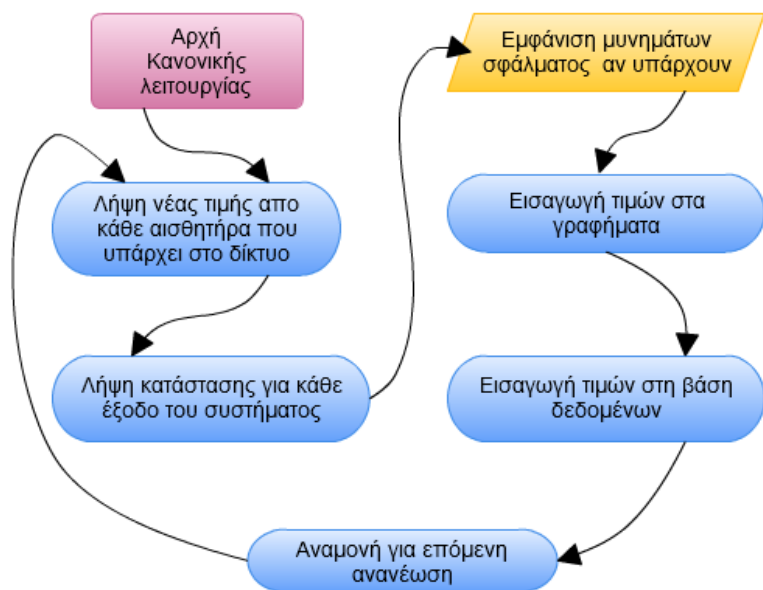 Αρχή
Κανονικής
λειτουργίας
Λήψη νέας τιμής απο
κάθε αισθητήρα που
υπάρχει στο δίκτυο
Λήψη κατάστασης για κάθε
έξοδο του συστήματος
Εμφάνιση μυνημάτων
σφάλματος αν υπάρχουν
Εισαγωγή τιμών στα
γραφήματα
Εισαγωγή τιμών στη βάση
δεδομένων
Αναμονή για επόμενη
ανανέωση